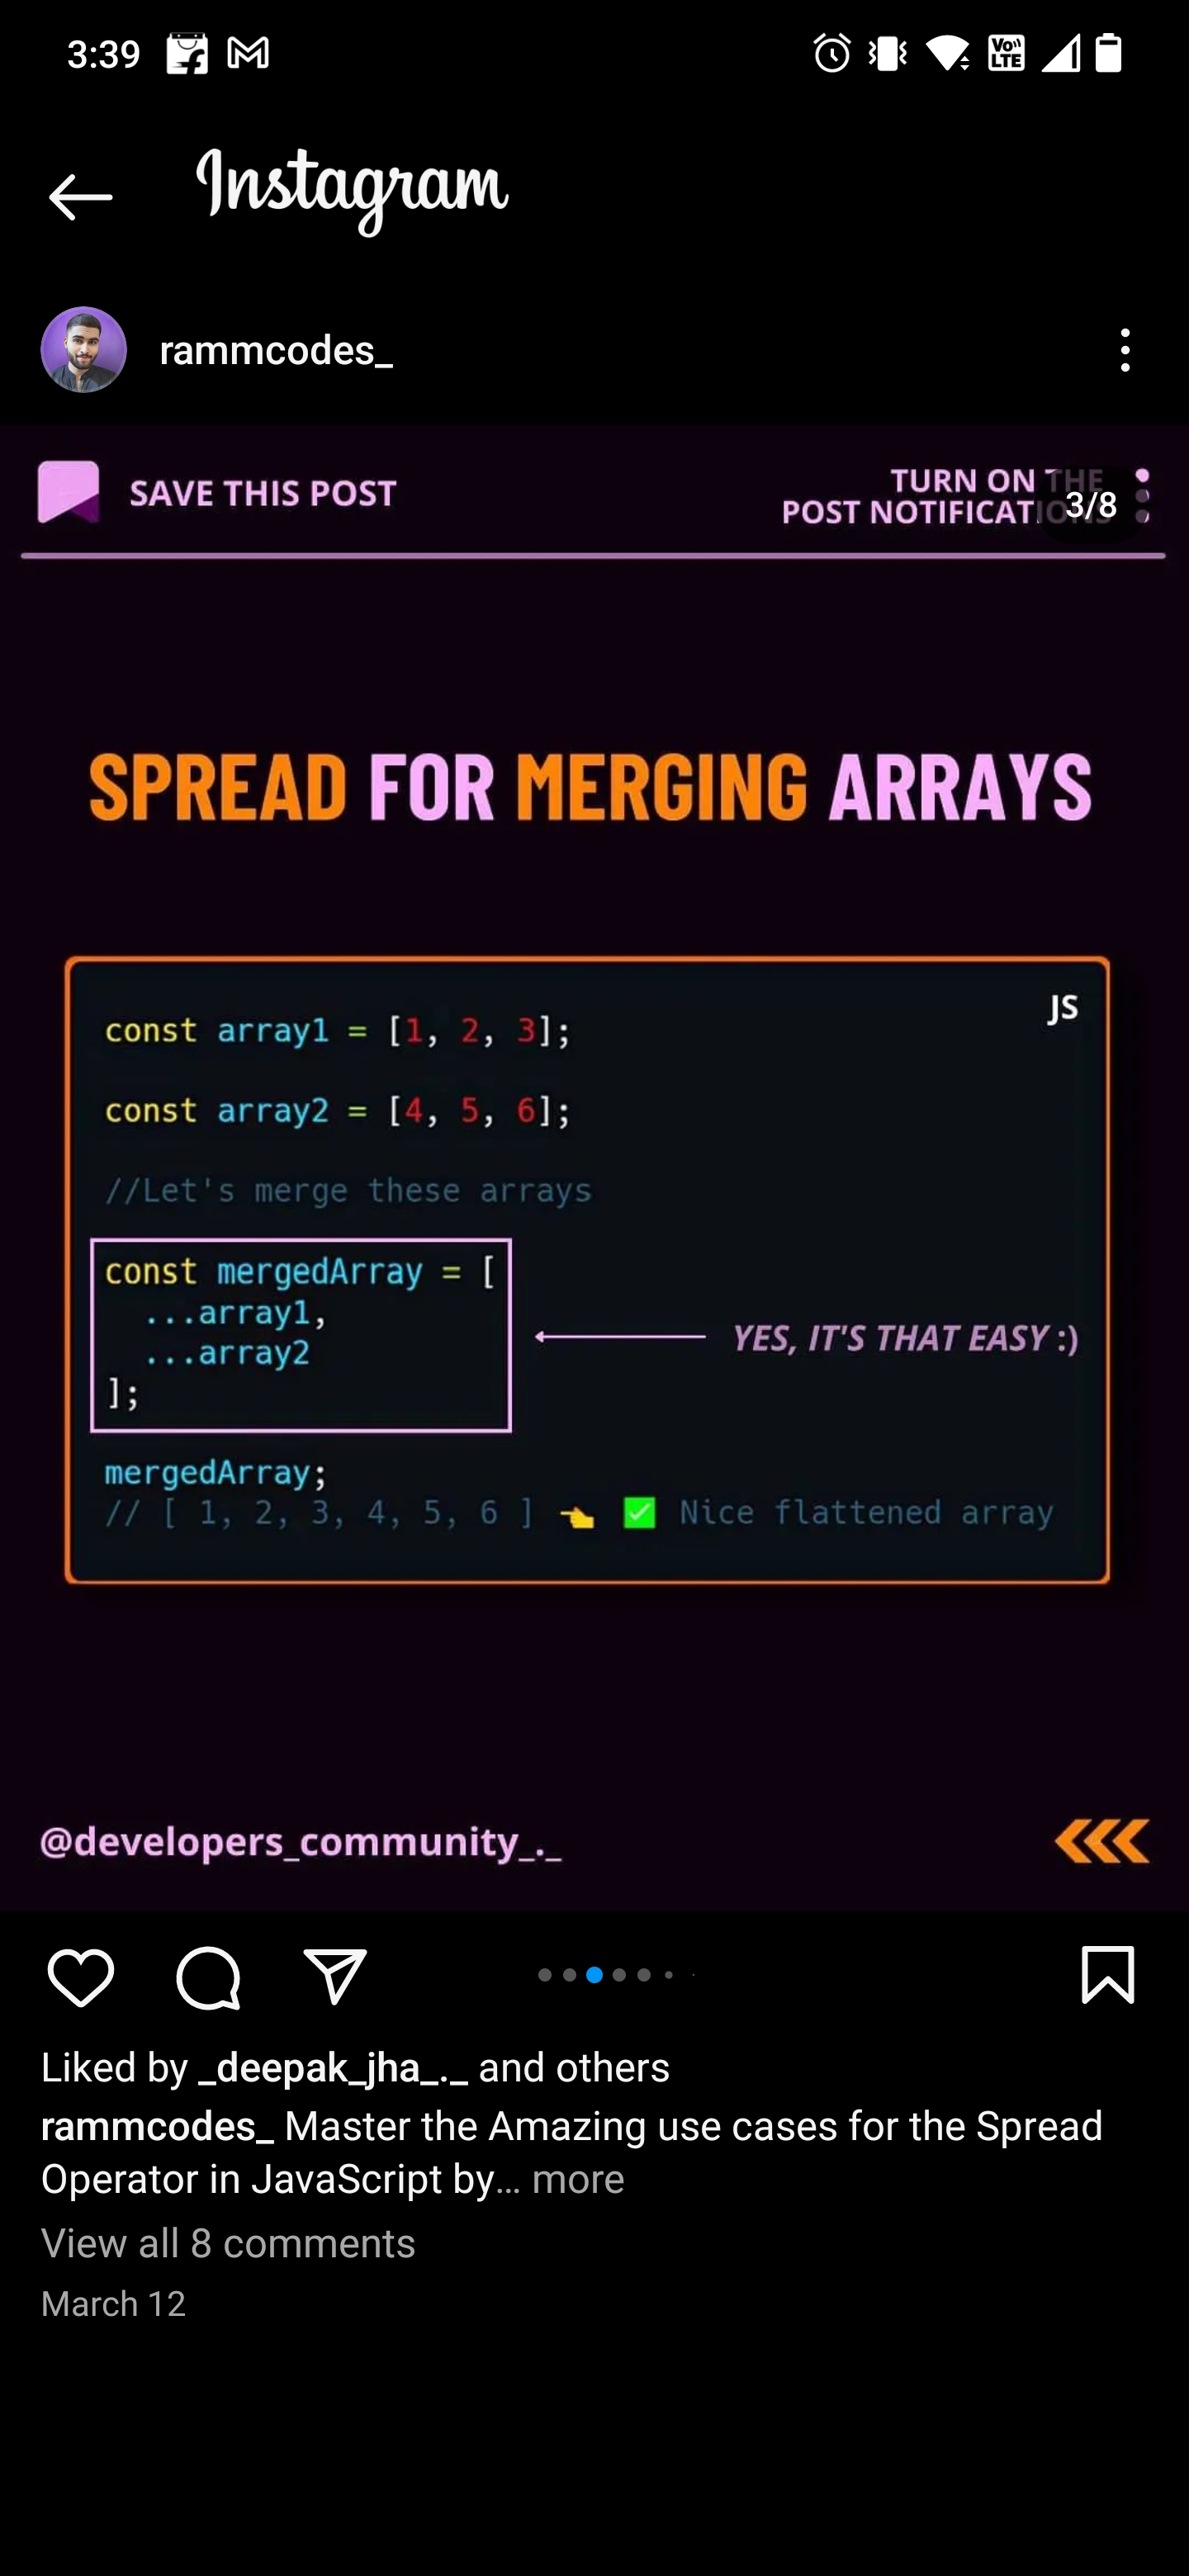 3:39
Vo)) LTE
Instagram
rammcodes_
SAVE THIS POST
TURN ON THE
POST NOTIFICATIONS
3/8
SPREAD FOR MERGING ARRAYS
JS
const array1 = [1, 2, 3];
const array2 = [4, 5, 6];
//Let's merge these arrays
const mergedArray = [
...array1,
...array2
];
YES, IT'S THAT EASY :)
mergedArray;
// [ 1, 2, 3, 4, 5, 6 ] 👈 ✅ Nice flattened array
@developers_community_._
Liked by _deepak_jha_._ and others
rammcodes_ Master the Amazing use cases for the Spread
Operator in JavaScript by... more
View all 8 comments
March 12